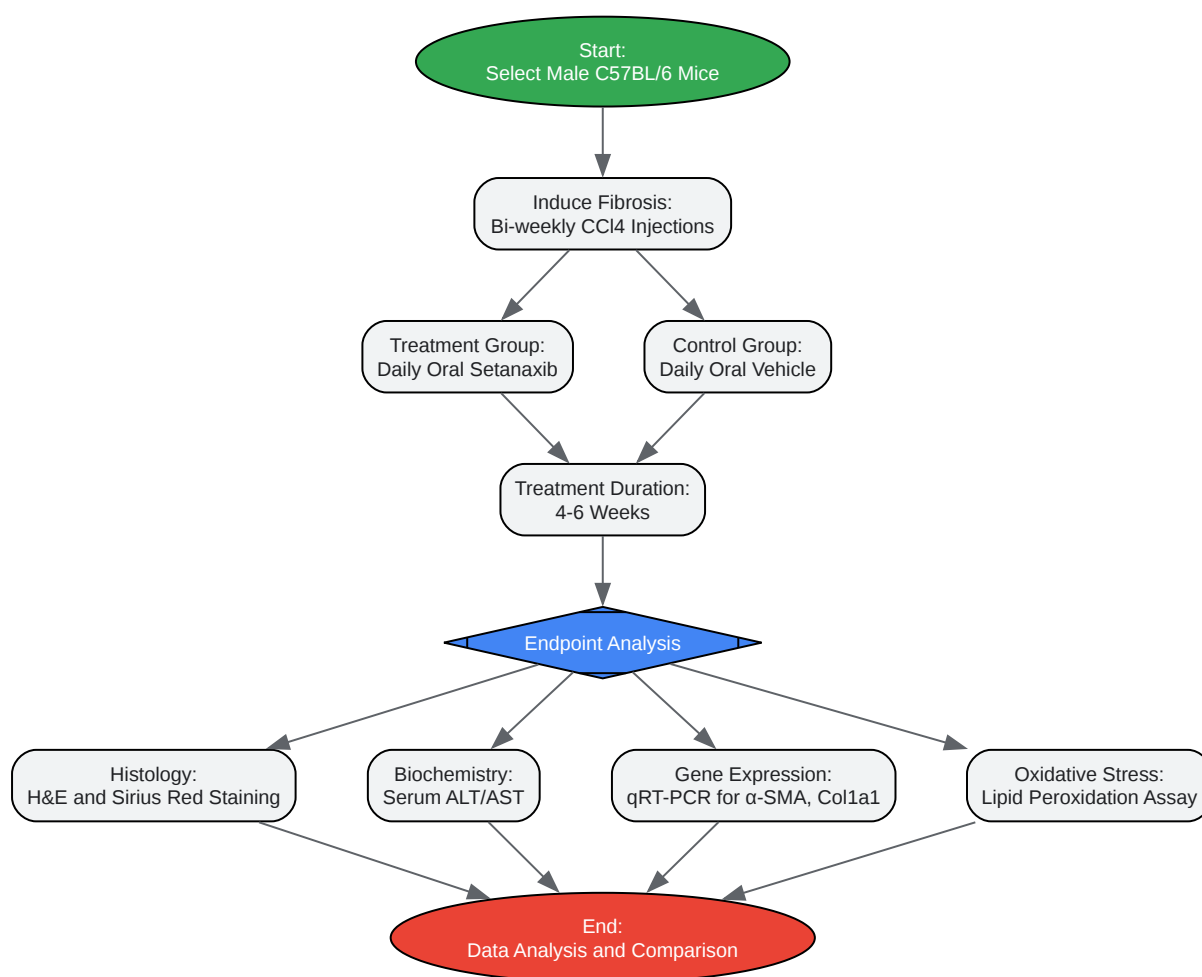 Start:
Select Male C57BL/6 Mice
Induce Fibrosis:
Bi-weekly CCl4 Injections
Treatment Group:
Daily Oral Setanaxib
Control Group:
Daily Oral Vehicle
Treatment Duration:
4-6 Weeks
Endpoint Analysis
Histology:
H&E and Sirius Red Staining
Biochemistry:
Serum ALT/AST
Gene Expression:
qRT-PCR for α-SMA, Col1a1
Oxidative Stress:
Lipid Peroxidation Assay
End:
Data Analysis and Comparison